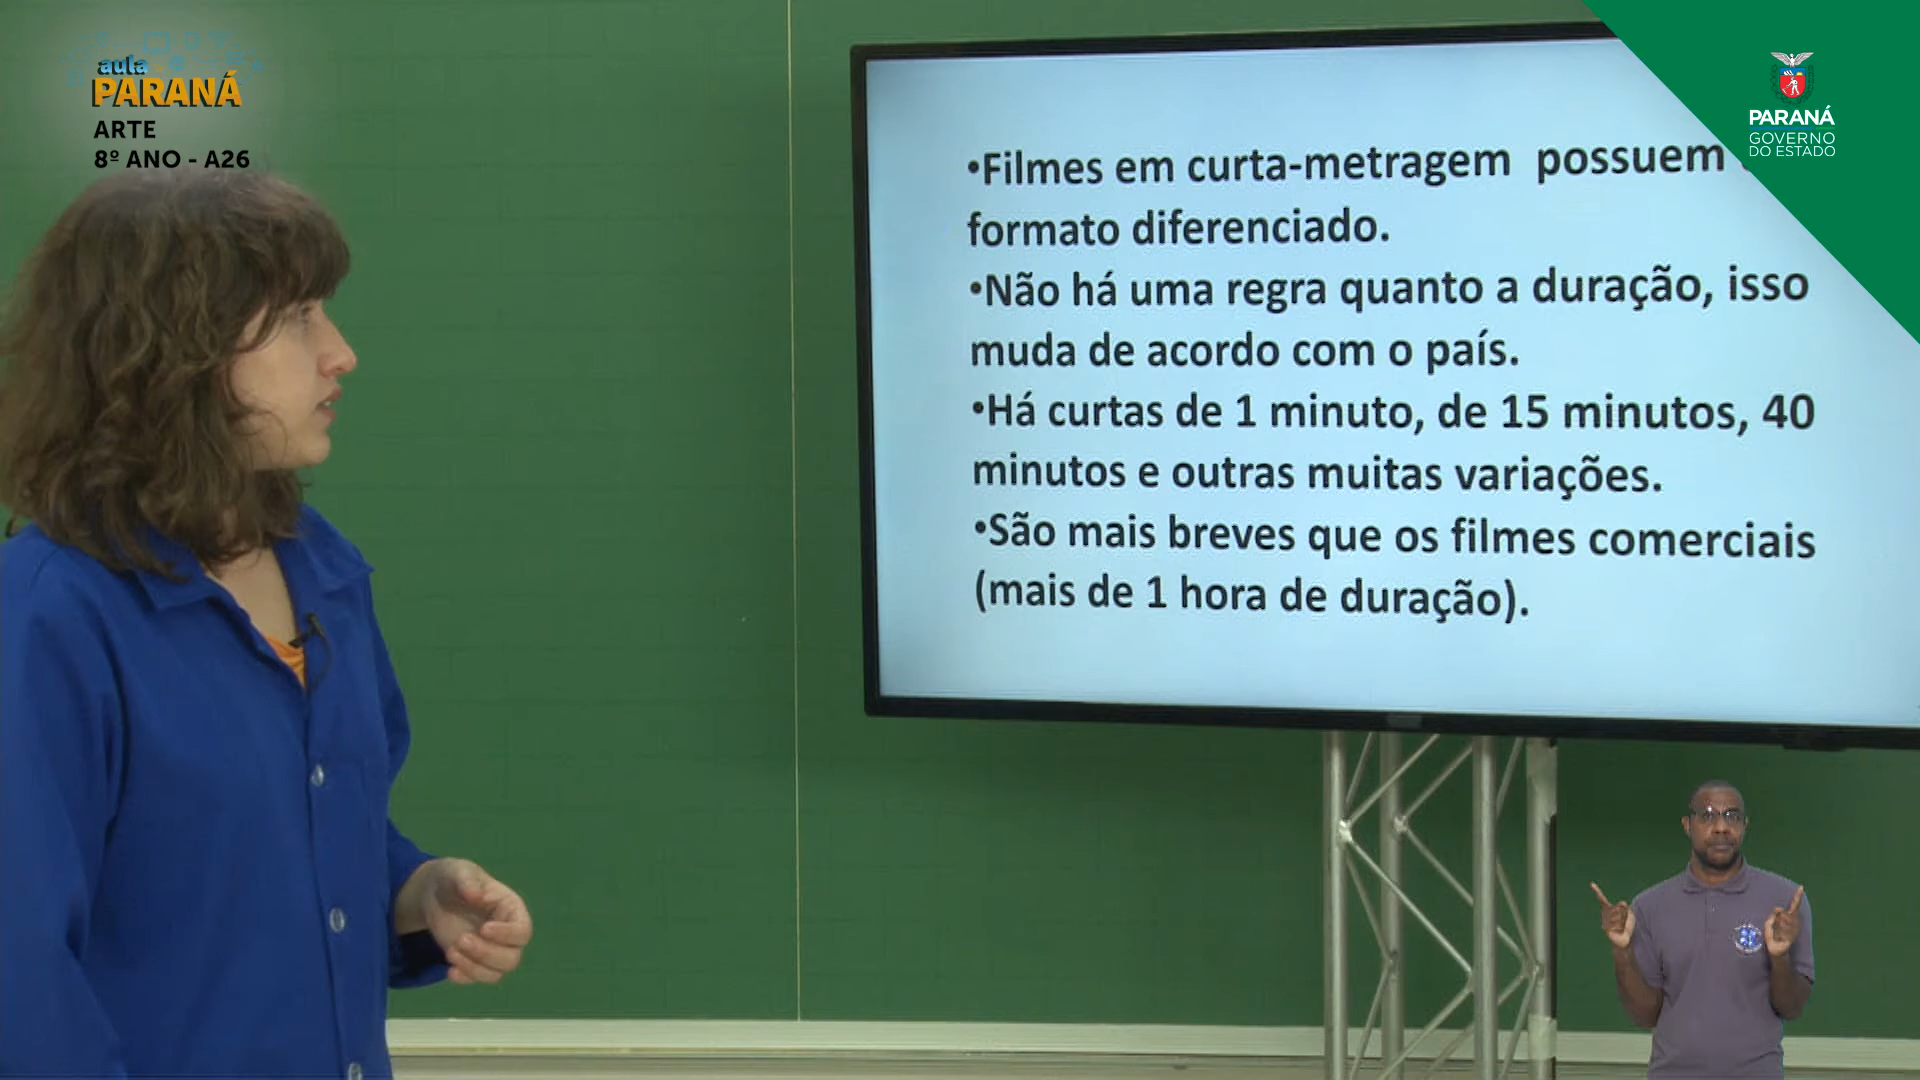 aula
PARANÁ
ARTE
8º ANO - A26
PARANÁ
GOVERNO
DO ESTADO
•Filmes em curta-metragem possuem
formato diferenciado.
•Não há uma regra quanto a duração, isso
muda de acordo com o país.
•Há curtas de 1 minuto, de 15 minutos, 40
minutos e outras muitas variações.
•São mais breves que os filmes comerciais
(mais de 1 hora de duração).